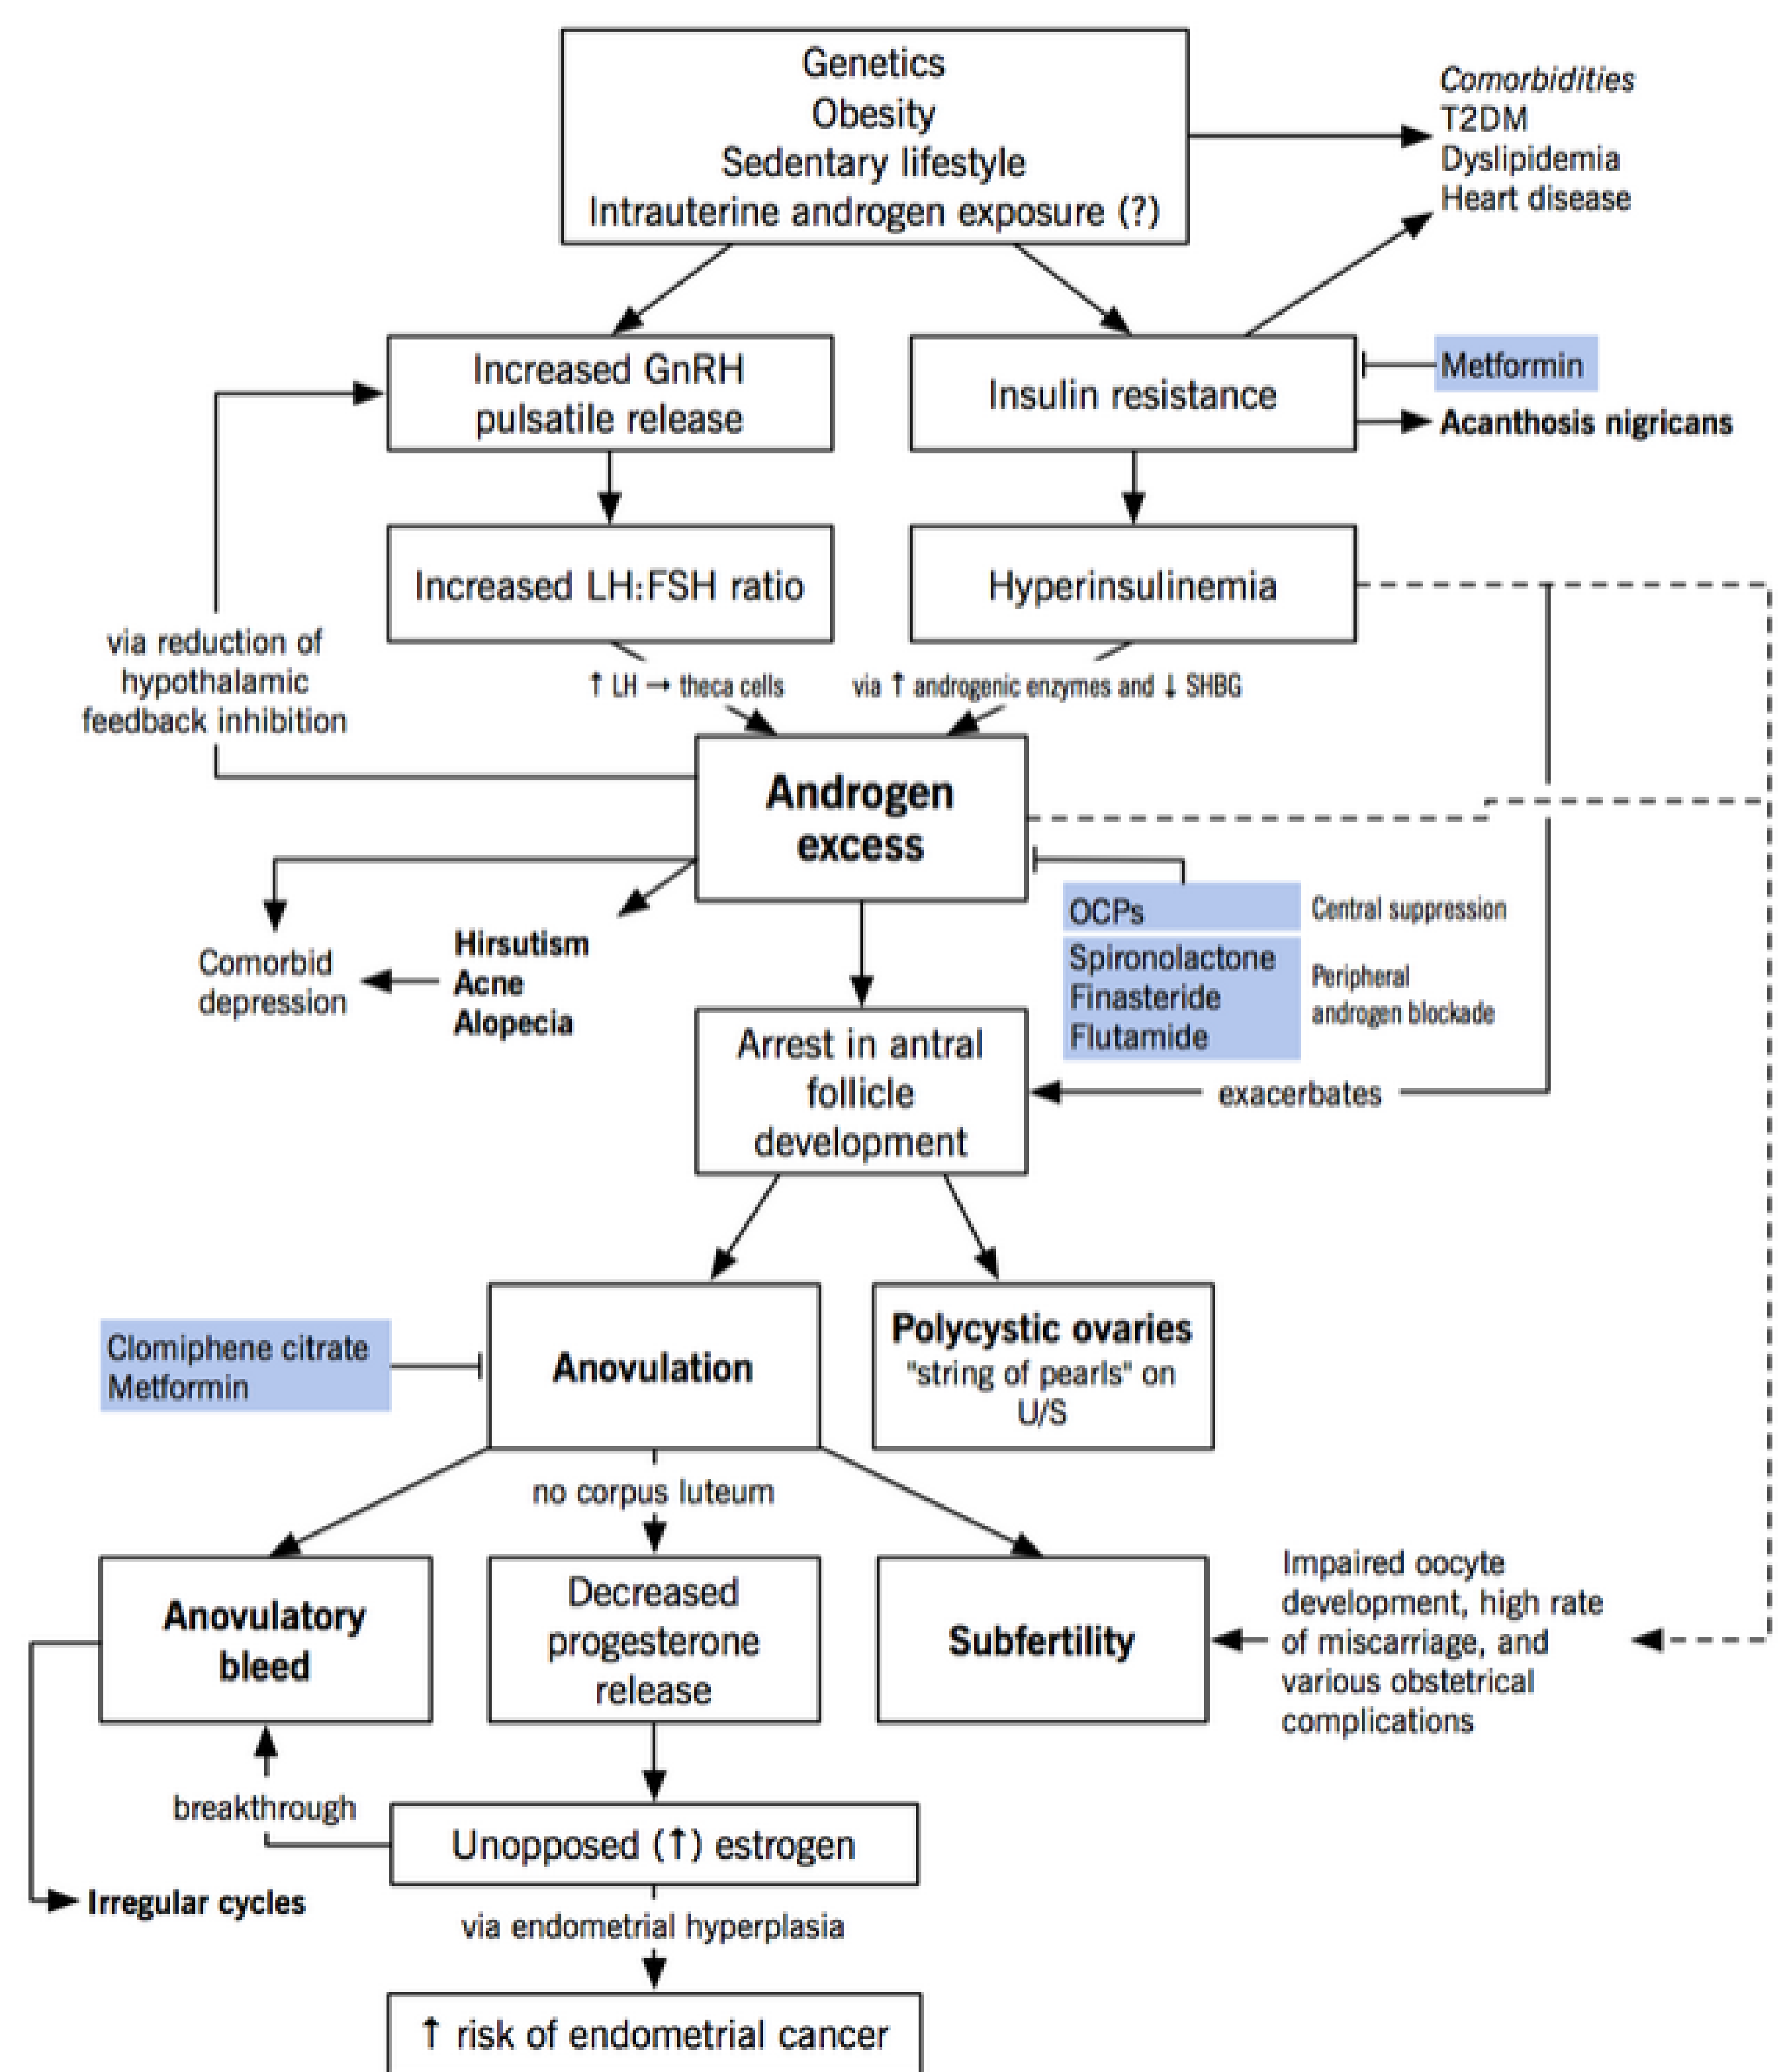 Genetics
Obesity
Sedentary lifestyle
Intrauterine androgen exposure (?)
Comorbidities
T2DM
Dyslipidemia
Heart disease
Increased GnRH
pulsatile release
Insulin resistance
Metformin
Acanthosis nigricans
Increased LH:FSH ratio
Hyperinsulinemia
via reduction of
hypothalamic
feedback inhibition
↑ LH → theca cells
via ↑ androgenic enzymes and ↓ SHBG
Androgen
excess
OCPs
Central suppression
Spironolactone
Finasteride
Flutamide
Peripheral
androgen blockade
Comorbid
depression
Hirsutism
Acne
Alopecia
Arrest in antral
follicle
development
exacerbates
Clomiphene citrate
Metformin
Anovulation
Polycystic ovaries
"string of pearls" on
U/S
no corpus luteum
Anovulatory
bleed
Decreased
progesterone
release
Subfertility
Impaired oocyte
development, high rate
of miscarriage, and
various obstetrical
complications
breakthrough
Unopposed (↑) estrogen
Irregular cycles
via endometrial hyperplasia
↑ risk of endometrial cancer